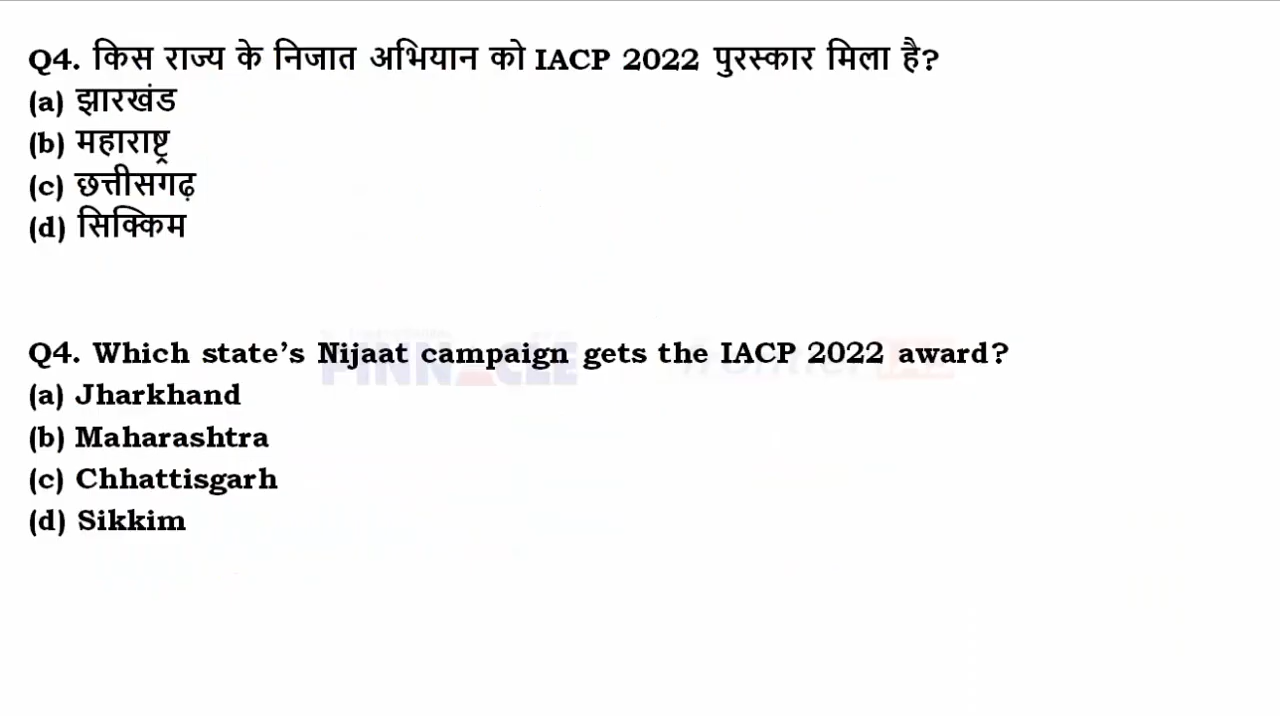 Q4. किस राज्य के निजात अभियान को IACP 2022 पुरस्कार मिला है?
(a) झारखंड
(b) महाराष्ट्र
(c) छत्तीसगढ़
(d) सिक्किम
Q4. Which state’s Nijaat campaign gets the IACP 2022 award?
(a) Jharkhand
(b) Maharashtra
(c) Chhattisgarh
(d) Sikkim